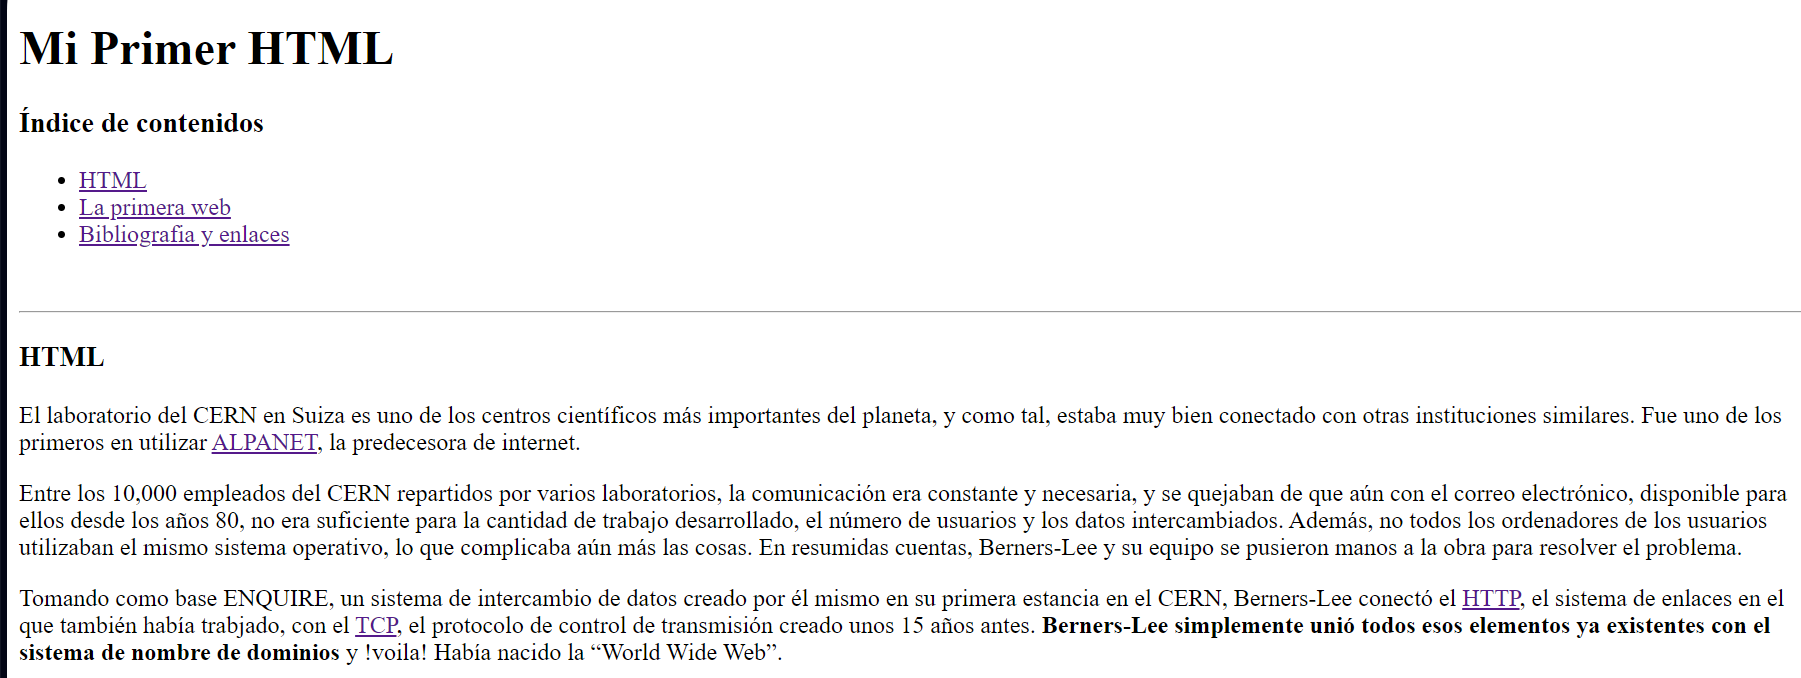 Mi Primer HTML
Índice de contenidos
HTML
La primera web
Bibliografia y enlaces
HTML
El laboratorio del CERN en Suiza es uno de los centros científicos más importantes del planeta, y como tal, estaba muy bien conectado con otras instituciones similares. Fue uno de los
primeros en utilizar ALPANET, la predecesora de internet.
Entre los 10,000 empleados del CERN repartidos por varios laboratorios, la comunicación era constante y necesaria, y se quejaban de que aún con el correo electrónico, disponible para
ellos desde los años 80, no era suficiente para la cantidad de trabajo desarrollado, el número de usuarios y los datos intercambiados. Además, no todos los ordenadores de los usuarios
utilizaban el mismo sistema operativo, lo que complicaba aún más las cosas. En resumidas cuentas, Berners-Lee y su equipo se pusieron manos a la obra para resolver el problema.
Tomando como base ENQUIRE, un sistema de intercambio de datos creado por él mismo en su primera estancia en el CERN, Berners-Lee conectó el HTTP, el sistema de enlaces en el
que también había trabjado, con el TCP, el protocolo de control de transmisión creado unos 15 años antes. Berners-Lee simplemente unió todos esos elementos ya existentes con el
sistema de nombre de dominios y !voila! Había nacido la “World Wide Web”.